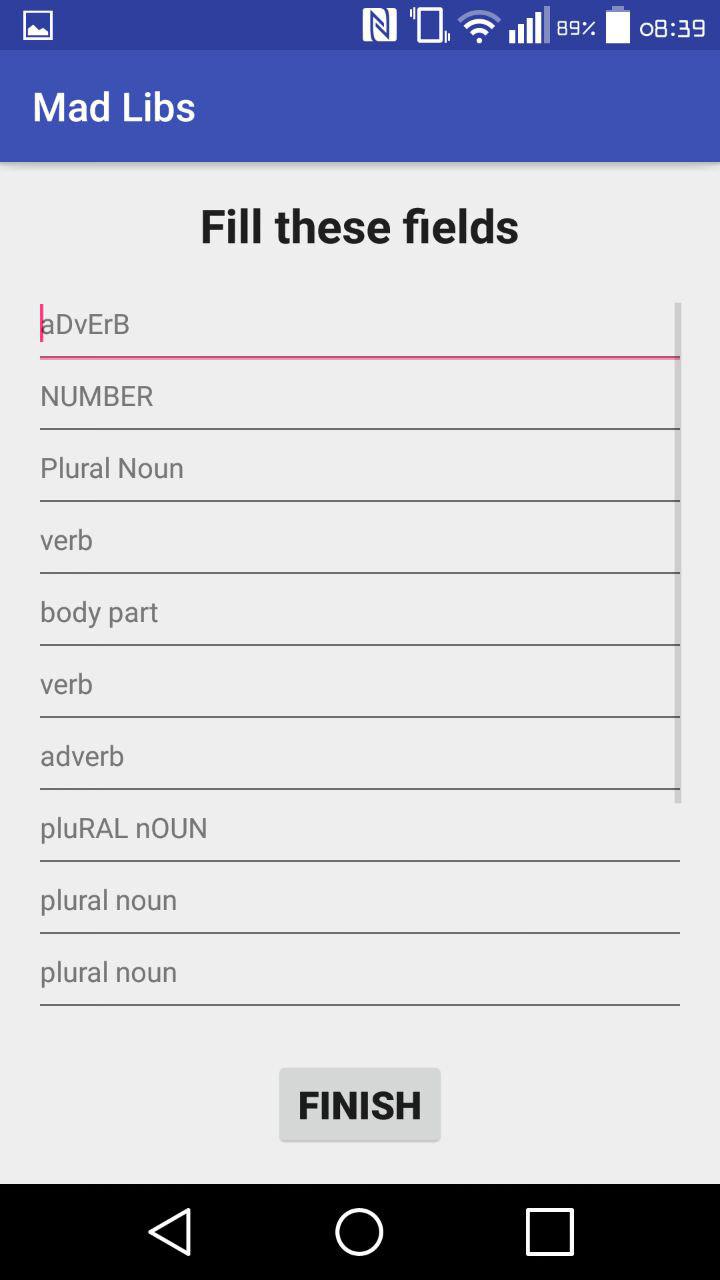 89% 08:39
Mad Libs
Fill these fields
aDvErB
NUMBER
Plural Noun
verb
body part
verb
adverb
pluRAL nOUN
plural noun
plural noun
FINISH